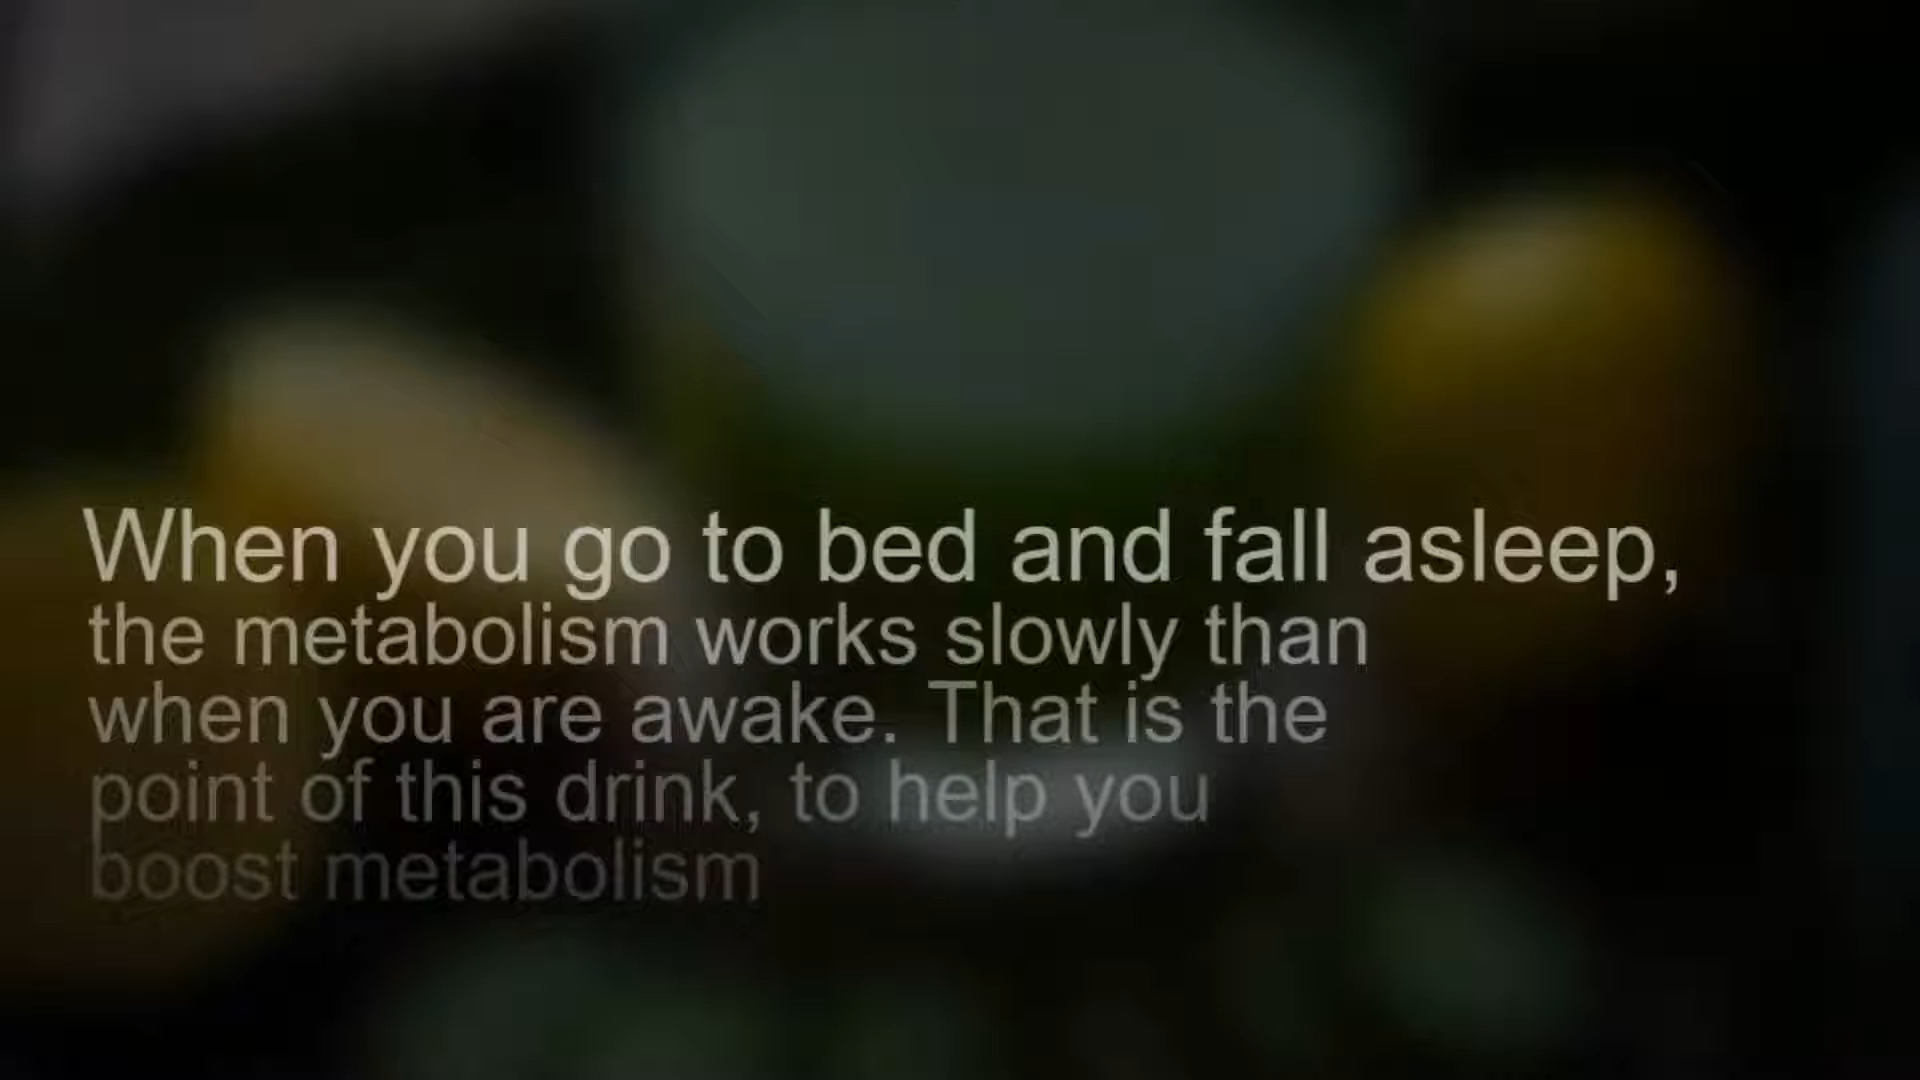 When you go to bed and fall asleep,
the metabolism works slowly than
when you are awake. That is the
point of this drink, to help you
boost metabolism